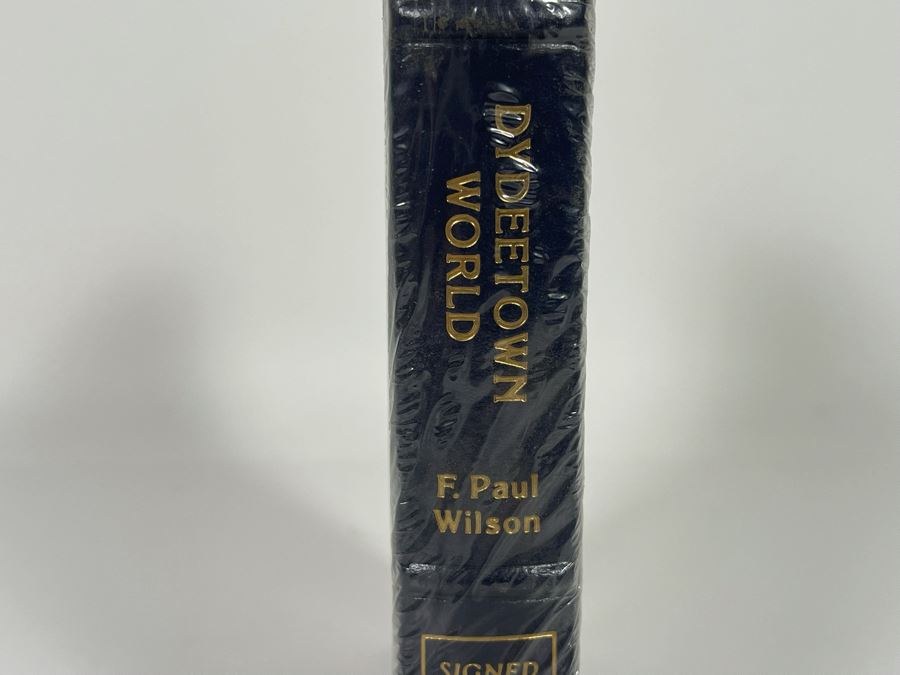 DYDEETOWN
WORLD
F. Paul
Wilson
SIGNED